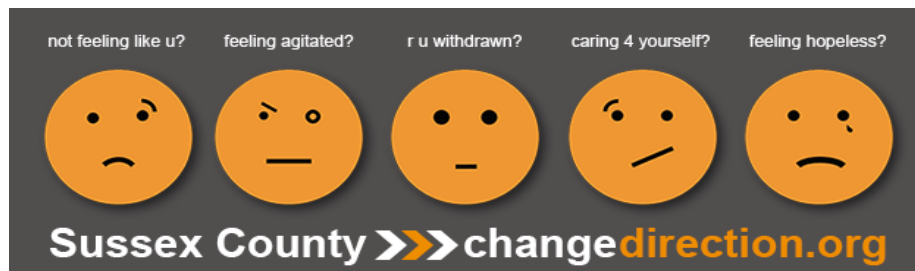 not feeling like u? feeling agitated? r u withdrawn? caring 4 yourself? feeling hopeless?
Sussex County changedirection.org